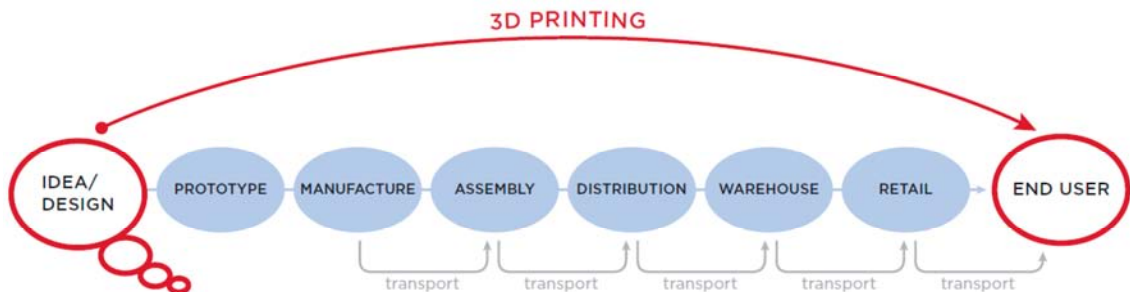 3D PRINTING
IDEA/
DESIGN
PROTOTYPE
MANUFACTURE
ASSEMBLY
DISTRIBUTION
WAREHOUSE
RETAIL
END USER
transport
transport
transport
transport
transport